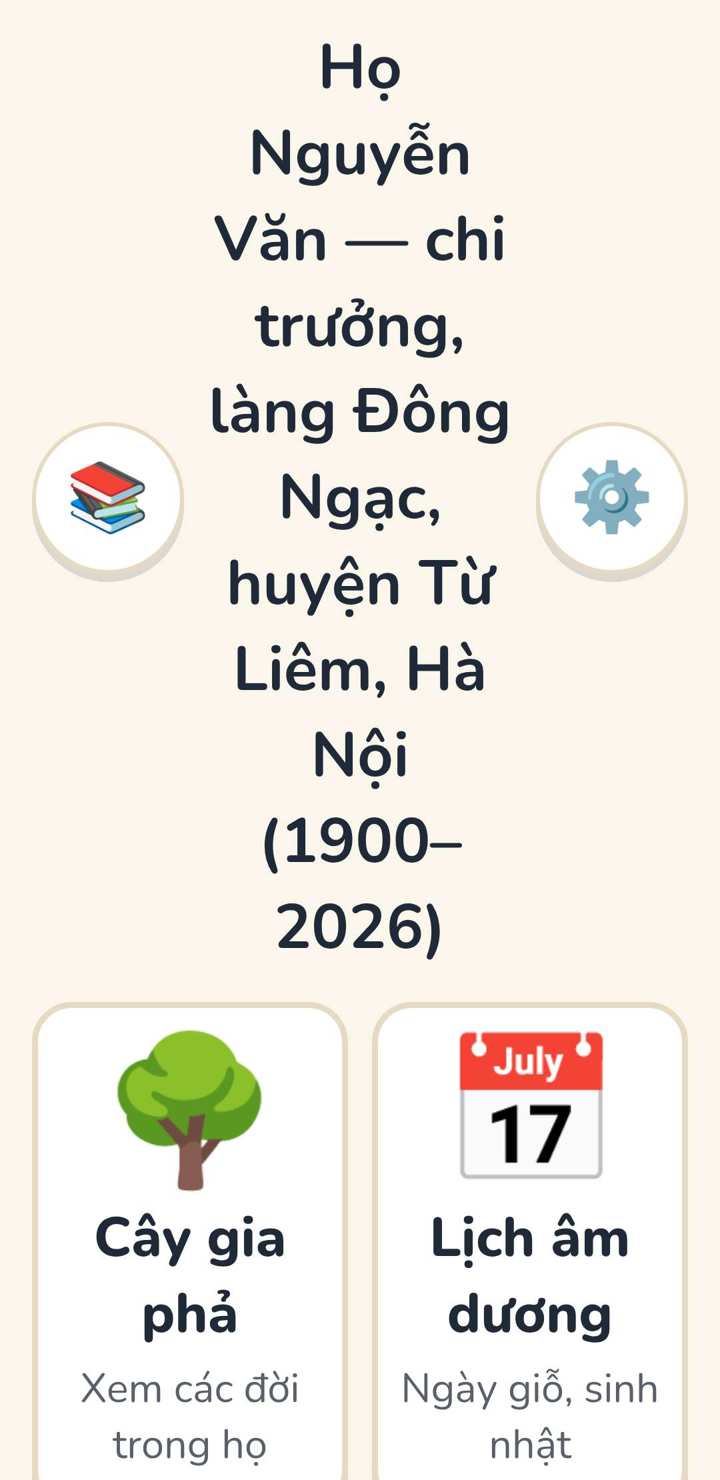 Họ
Nguyễn
Văn — chi
trưởng,
làng Đông
Ngạc,
huyện Từ
Liêm, Hà
Nội
(1900–
2026)
Cây gia
phả
Xem các đời
trong họ
July
17
Lịch âm
dương
Ngày giỗ, sinh
nhật